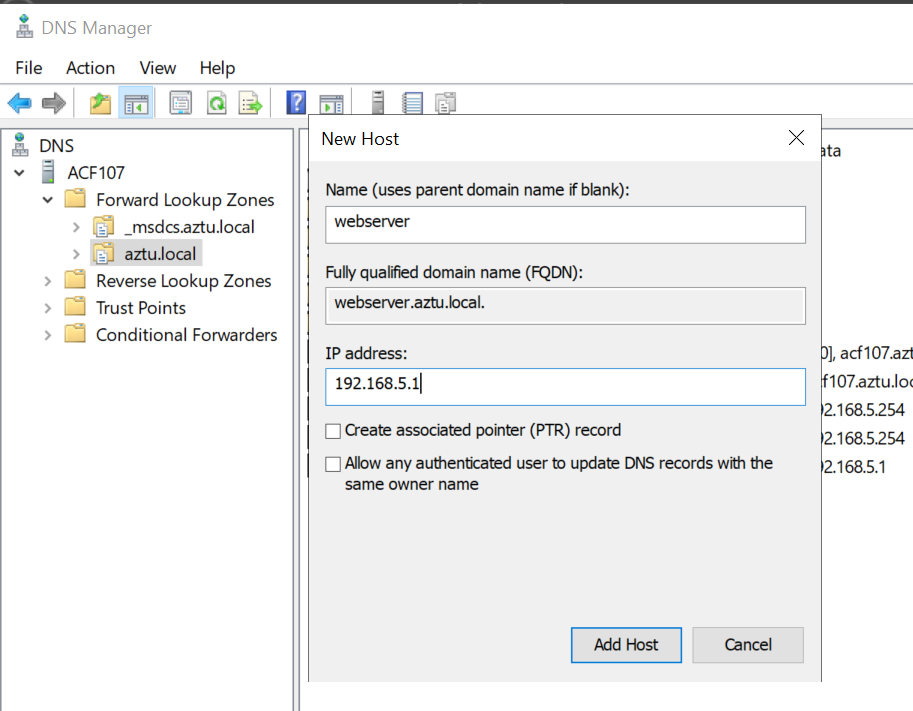 DNS Manager
File Action View Help
DNS
ACF107
Forward Lookup Zones
_msdcs.aztu.local
aztu.local
Reverse Lookup Zones
Trust Points
Conditional Forwarders
New Host
Name (uses parent domain name if blank):
webserver
Fully qualified domain name (FQDN):
webserver.aztu.local.
IP address:
192.168.5.1
Create associated pointer (PTR) record
Allow any authenticated user to update DNS records with the
same owner name
Add Host Cancel
ata
0], acf107.azt
f107.aztu.loc
92.168.5.254
92.168.5.254
92.168.5.1